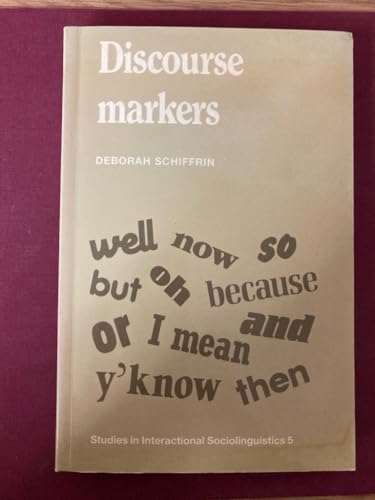 Discourse
markers
DEBORAH SCHIFFRIN
well now so
but oh because
or I mean and
y'know then
Studies in Interactional Sociolinguistics 5